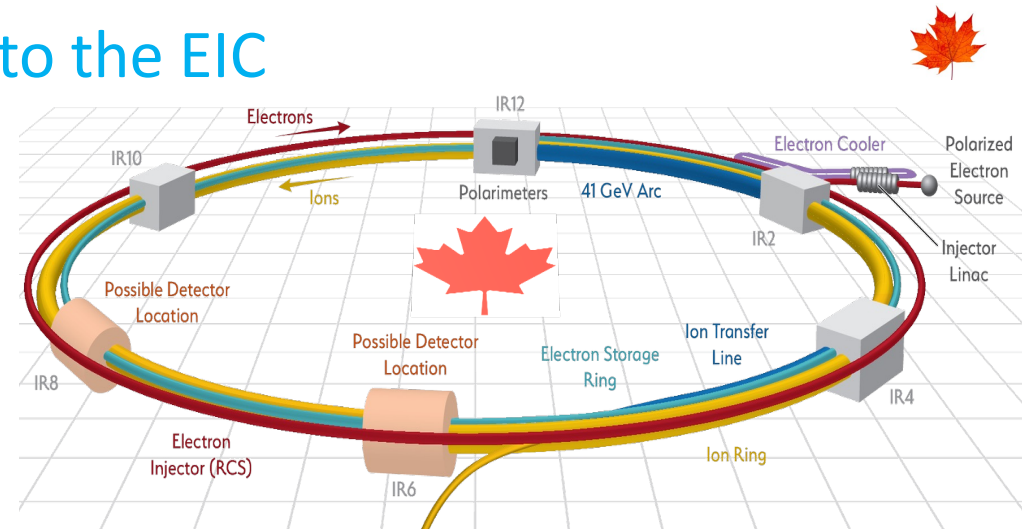 to the EIC
IR12
Electrons
IR10
Electron Cooler
Polarized
Electron
Source
Ions
Polarimeters
41 GeV Arc
IR2
Injector
Linac
Possible Detector
Location
Ion Transfer
Line
Possible Detector
Location
Electron Storage
Ring
IR8
IR4
Electron
Injector (RCS)
Ion Ring
IR6